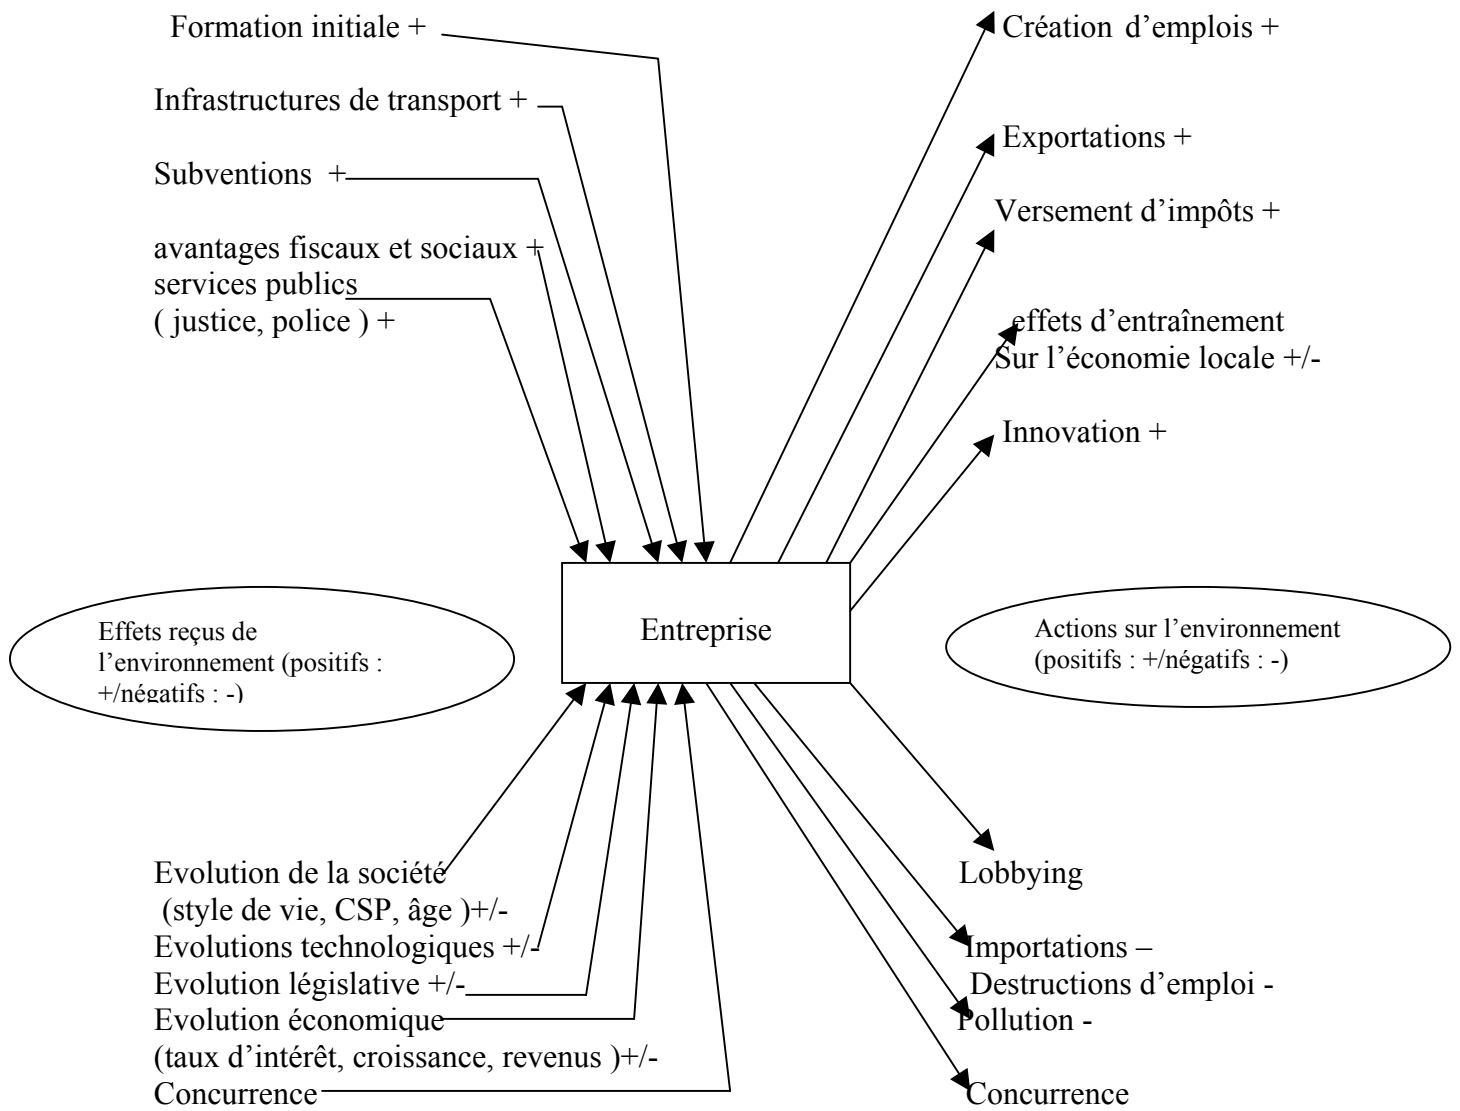 Formation initiale +
Création d’emplois +
Infrastructures de transport +
Exportations +
Subventions +
Versement d’impôts +
avantages fiscaux et sociaux +
services publics
( justice, police ) +
effets d’entraînement
Sur l’économie locale +/-
Innovation +
Entreprise
Effets reçus de
l’environnement (positifs :
+/négatifs : -)
Actions sur l’environnement
(positifs : +/négatifs : -)
Evolution de la société
(style de vie, CSP, âge )+/-
Evolutions technologiques +/-
Evolution législative +/-
Evolution économique
(taux d’intérêt, croissance, revenus )+/-
Concurrence
Lobbying
Importations –
Destructions d’emploi -
Pollution -
Concurrence